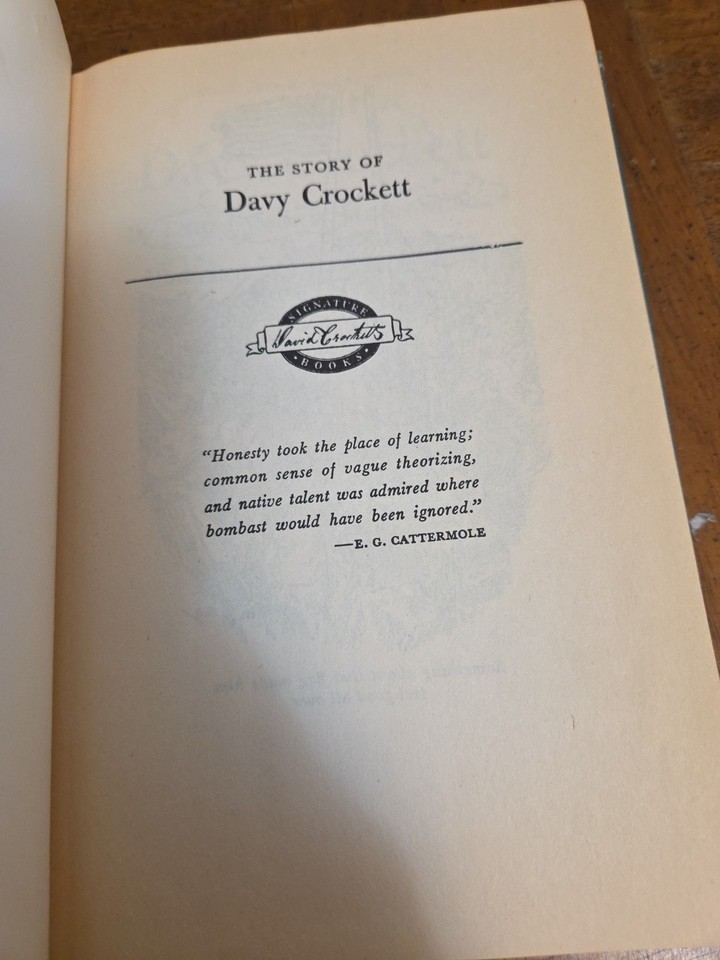 THE STORY OF
Davy Crockett
SIGNATURE
David Crockett
·BOOKS·
“Honesty took the place of learning;
common sense of vague theorizing,
and native talent was admired where
bombast would have been ignored.”
—E. G. CATTERMOLE